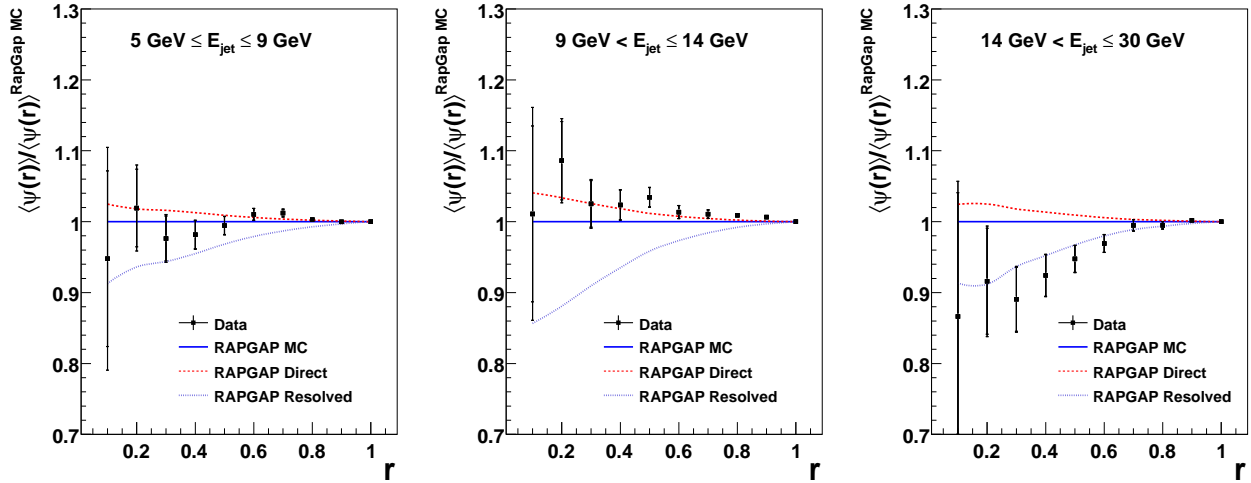 ⟨ψ(r)⟩/⟨ψ(r)⟩^RapGap MC
5 GeV ≤ E_jet ≤ 9 GeV
1.3
1.2
1.1
1
0.9
0.8
0.7
Data
RAPGAP MC
RAPGAP Direct
RAPGAP Resolved
0.2 0.4 0.6 0.8 1
r
⟨ψ(r)⟩/⟨ψ(r)⟩^RapGap MC
9 GeV < E_jet ≤ 14 GeV
1.3
1.2
1.1
1
0.9
0.8
0.7
Data
RAPGAP MC
RAPGAP Direct
RAPGAP Resolved
0.2 0.4 0.6 0.8 1
r
⟨ψ(r)⟩/⟨ψ(r)⟩^RapGap MC
14 GeV < E_jet ≤ 30 GeV
1.3
1.2
1.1
1
0.9
0.8
0.7
Data
RAPGAP MC
RAPGAP Direct
RAPGAP Resolved
0.2 0.4 0.6 0.8 1
r